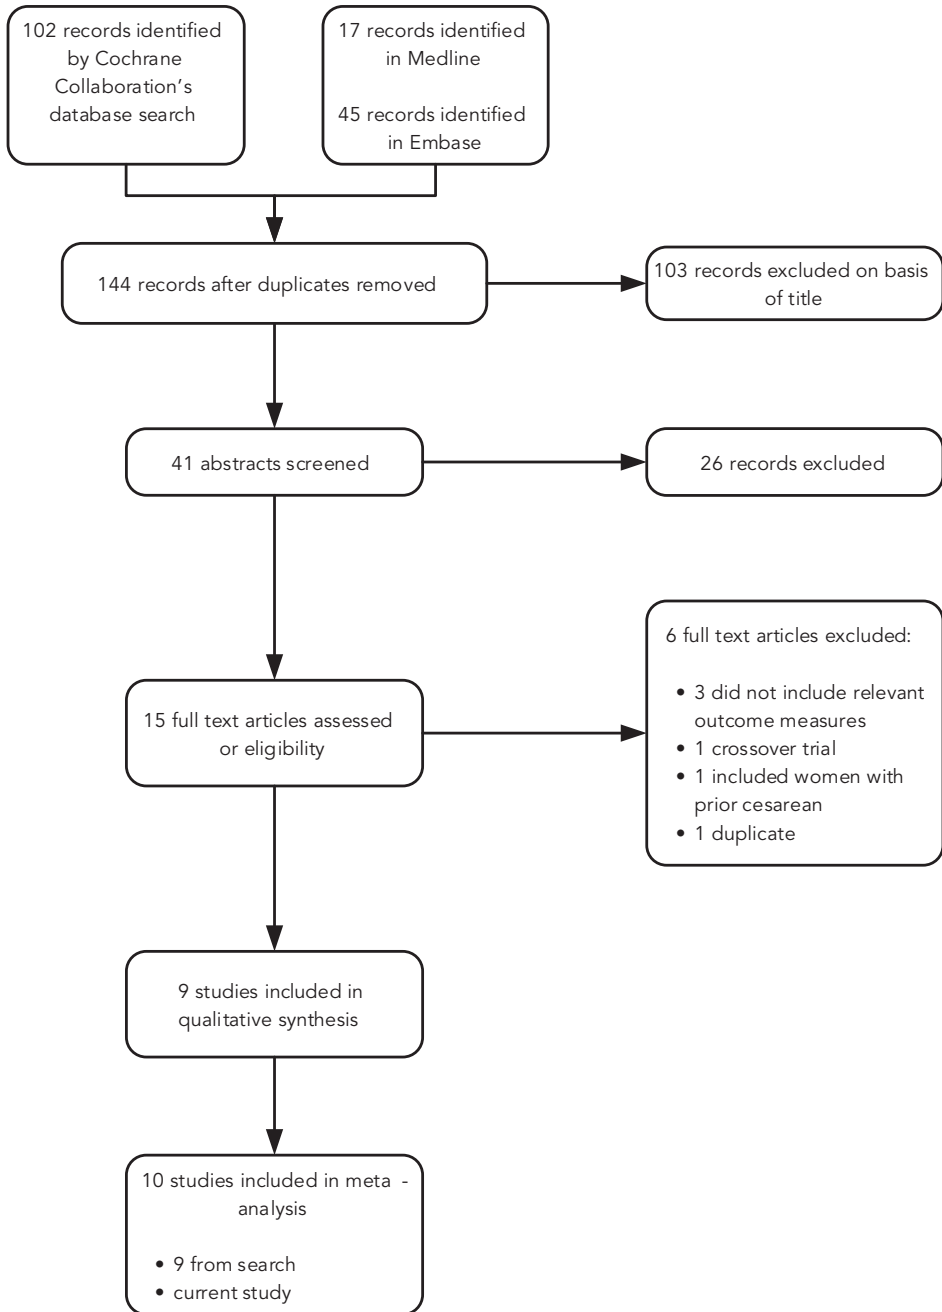 102 records identified
by Cochrane
Collaboration’s
database search
17 records identified
in Medline
45 records identified
in Embase
144 records after duplicates removed
103 records excluded on basis
of title
41 abstracts screened
26 records excluded
15 full text articles assessed
or eligibility
6 full text articles excluded:
• 3 did not include relevant
outcome measures
• 1 crossover trial
• 1 included women with
prior cesarean
• 1 duplicate
9 studies included in
qualitative synthesis
10 studies included in meta -
analysis
• 9 from search
• current study